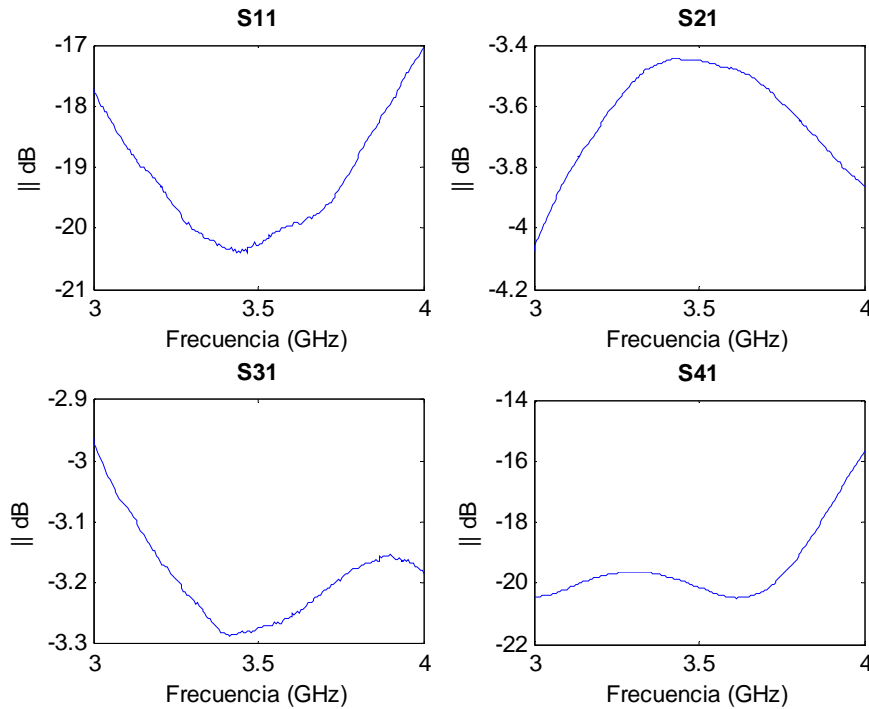 S11
-17
-18
-19
-20
-21
|| dB
3
3.5
4
Frecuencia (GHz)
S21
-3.4
-3.6
-3.8
-4
-4.2
|| dB
3
3.5
4
Frecuencia (GHz)
S31
-2.9
-3
-3.1
-3.2
-3.3
|| dB
3
3.5
4
Frecuencia (GHz)
S41
-14
-16
-18
-20
-22
|| dB
3
3.5
4
Frecuencia (GHz)